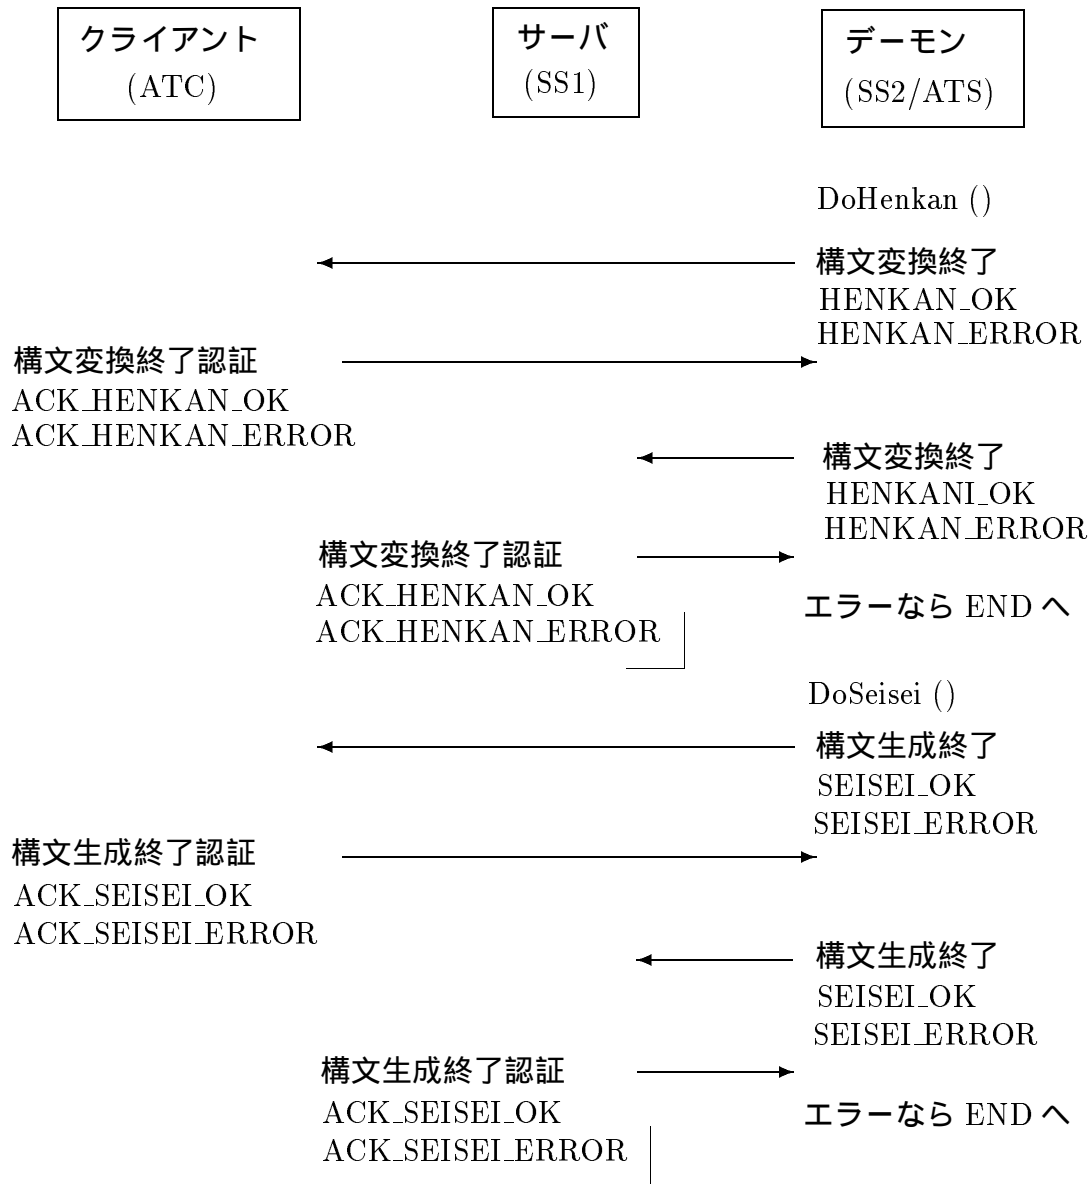 クライアント
(ATC)
サーバ
(SS1)
デーモン
(SS2/ATS)
DoHenkan ()
構文変換終了
HENKAN_OK
HENKAN_ERROR
構文変換終了認証
ACK_HENKAN_OK
ACK_HENKAN_ERROR
構文変換終了
HENKANI_OK
HENKAN_ERROR
構文変換終了認証
ACK_HENKAN_OK
ACK_HENKAN_ERROR
エラーなら END へ
DoSeisei ()
構文生成終了
SEISEI_OK
SEISEI_ERROR
構文生成終了認証
ACK_SEISEI_OK
ACK_SEISEI_ERROR
構文生成終了
SEISEI_OK
SEISEI_ERROR
構文生成終了認証
ACK_SEISEI_OK
ACK_SEISEI_ERROR
エラーなら END へ